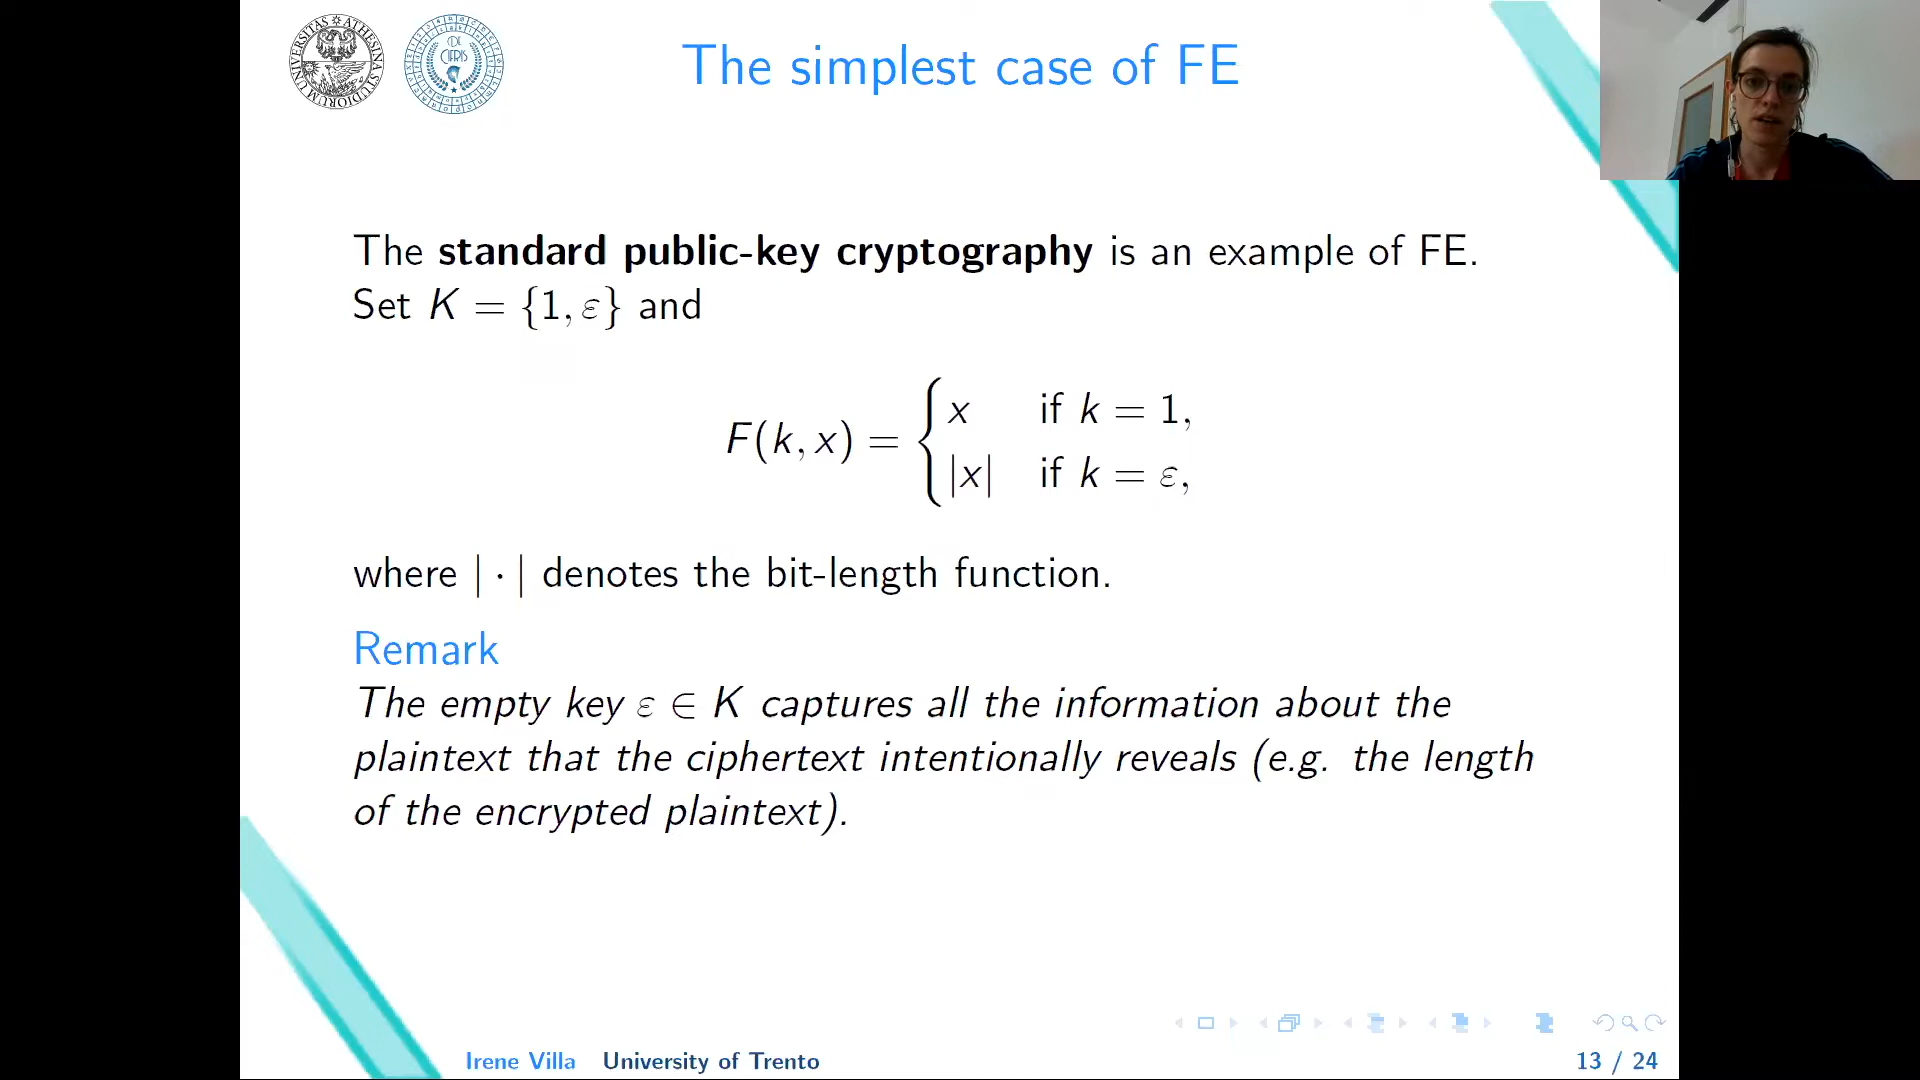 The simplest case of FE
The standard public-key cryptography is an example of FE.
Set K = {1, ε} and
F(k, x) = { x if k = 1,
|x| if k = ε,
where | · | denotes the bit-length function.
Remark
The empty key ε ∈ K captures all the information about the
plaintext that the ciphertext intentionally reveals (e.g. the length
of the encrypted plaintext).
Irene Villa University of Trento 13 / 24
DE
CIFRIS